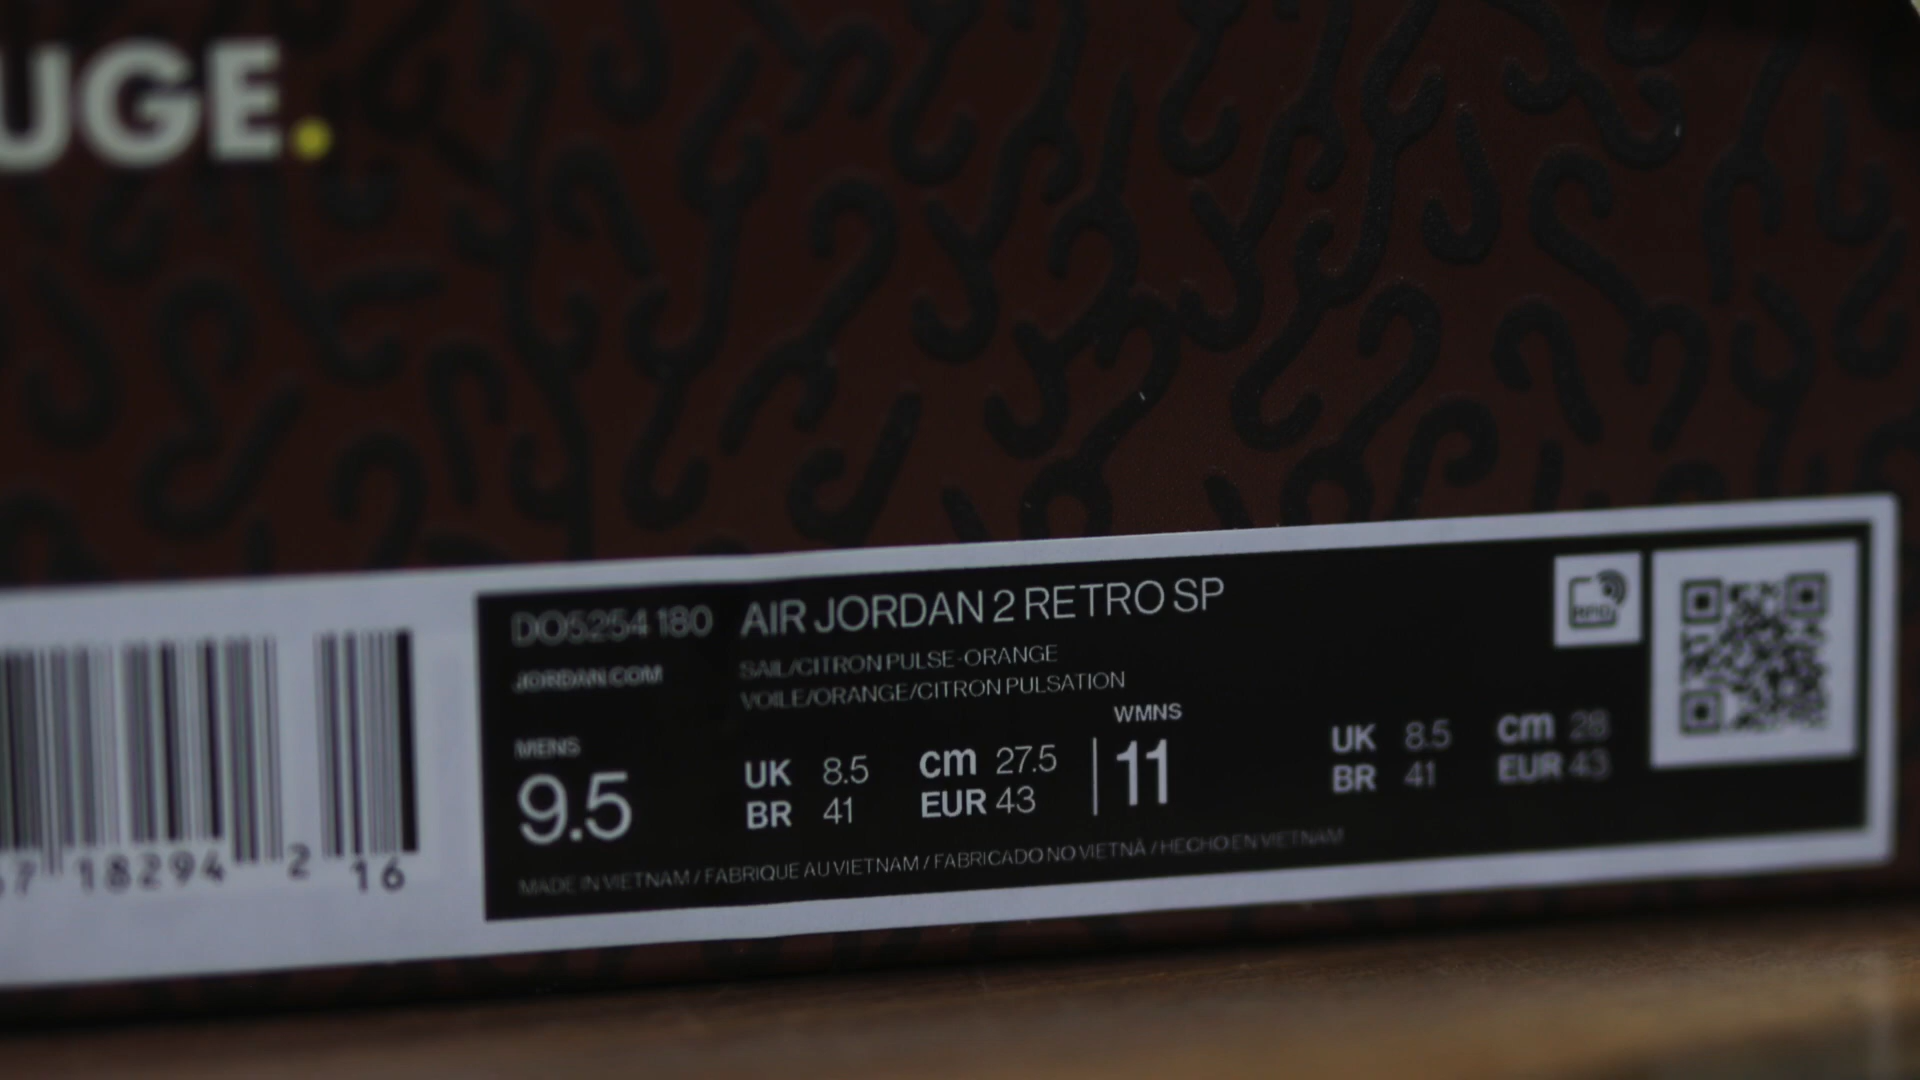 UGE.
DO5254 180 AIR JORDAN 2 RETRO SP
JORDAN.COM SAIL/CITRON PULSE-ORANGE
VOILE/ORANGE/CITRON PULSATION
MENS WMNS
9.5 UK 8.5 cm 27.5 11 UK 8.5 cm 28
BR 41 EUR 43 BR 41 EUR 43
MADE IN VIETNAM / FABRIQUE AU VIETNAM / FABRICADO NO VIETNÃ / HECHO EN VIETNAM
RFID
7 18294 2 16